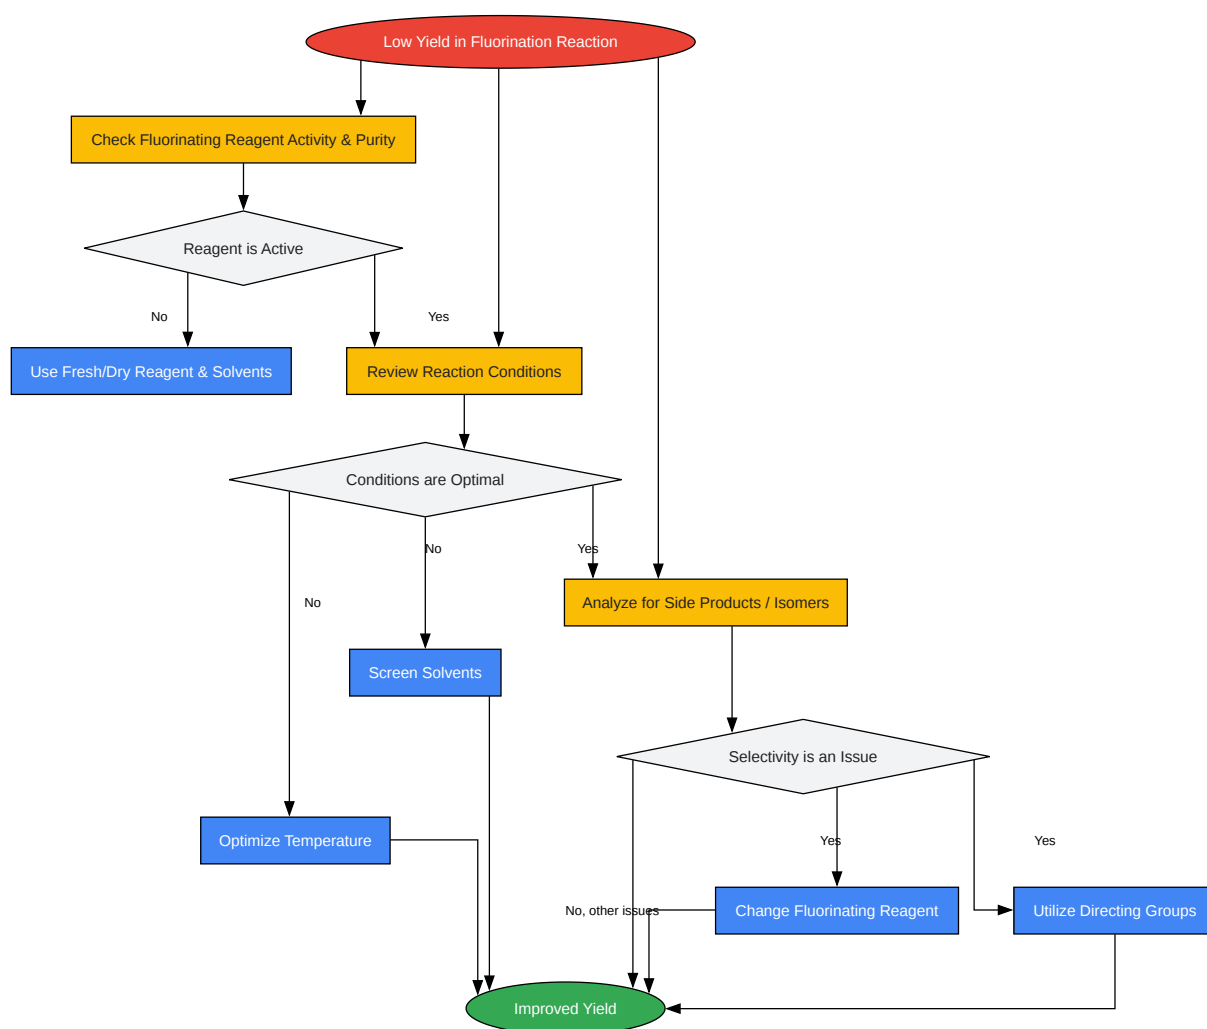 Low Yield in Fluorination Reaction
Check Fluorinating Reagent Activity & Purity
Reagent is Active
No
Yes
Use Fresh/Dry Reagent & Solvents
Review Reaction Conditions
Conditions are Optimal
No
Yes
No
Analyze for Side Products / Isomers
Screen Solvents
Selectivity is an Issue
Optimize Temperature
Yes
Yes
No, other issues
Change Fluorinating Reagent
Utilize Directing Groups
Improved Yield